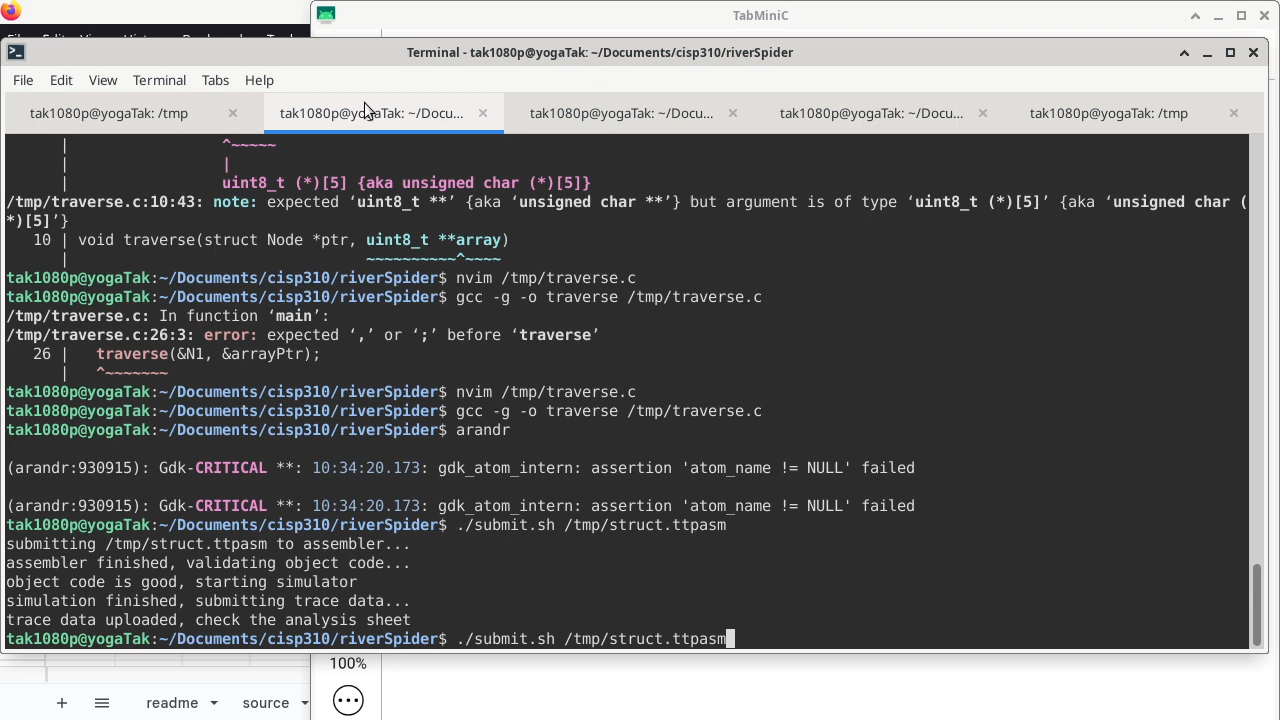 TabMiniC
Terminal - tak1080p@yogaTak: ~/Documents/cisp310/riverSpider
File Edit View Terminal Tabs Help
tak1080p@yogaTak: /tmp
tak1080p@yogaTak: ~/Docu...
tak1080p@yogaTak: ~/Docu...
tak1080p@yogaTak: ~/Docu...
tak1080p@yogaTak: /tmp
| ^~~~~~
| |
| uint8_t (*)[5] {aka unsigned char (*)[5]}
/tmp/traverse.c:10:43: note: expected ‘uint8_t **’ {aka ‘unsigned char **’} but argument is of type ‘uint8_t (*)[5]’ {aka ‘unsigned char (
*)[5]’}
10 | void traverse(struct Node *ptr, uint8_t **array)
| ~~~~~~~~~~^~~~~
tak1080p@yogaTak:~/Documents/cisp310/riverSpider$ nvim /tmp/traverse.c
tak1080p@yogaTak:~/Documents/cisp310/riverSpider$ gcc -g -o traverse /tmp/traverse.c
/tmp/traverse.c: In function ‘main’:
/tmp/traverse.c:26:3: error: expected ‘,’ or ‘;’ before ‘traverse’
26 | traverse(&N1, &arrayPtr);
| ^~~~~~~~
tak1080p@yogaTak:~/Documents/cisp310/riverSpider$ nvim /tmp/traverse.c
tak1080p@yogaTak:~/Documents/cisp310/riverSpider$ gcc -g -o traverse /tmp/traverse.c
tak1080p@yogaTak:~/Documents/cisp310/riverSpider$ arandr
(arandr:930915): Gdk-CRITICAL **: 10:34:20.173: gdk_atom_intern: assertion 'atom_name != NULL' failed
(arandr:930915): Gdk-CRITICAL **: 10:34:20.173: gdk_atom_intern: assertion 'atom_name != NULL' failed
tak1080p@yogaTak:~/Documents/cisp310/riverSpider$ ./submit.sh /tmp/struct.ttpasm
submitting /tmp/struct.ttpasm to assembler...
assembler finished, validating object code...
object code is good, starting simulator
simulation finished, submitting trace data...
trace data uploaded, check the analysis sheet
tak1080p@yogaTak:~/Documents/cisp310/riverSpider$ ./submit.sh /tmp/struct.ttpasm
100%
readme
source